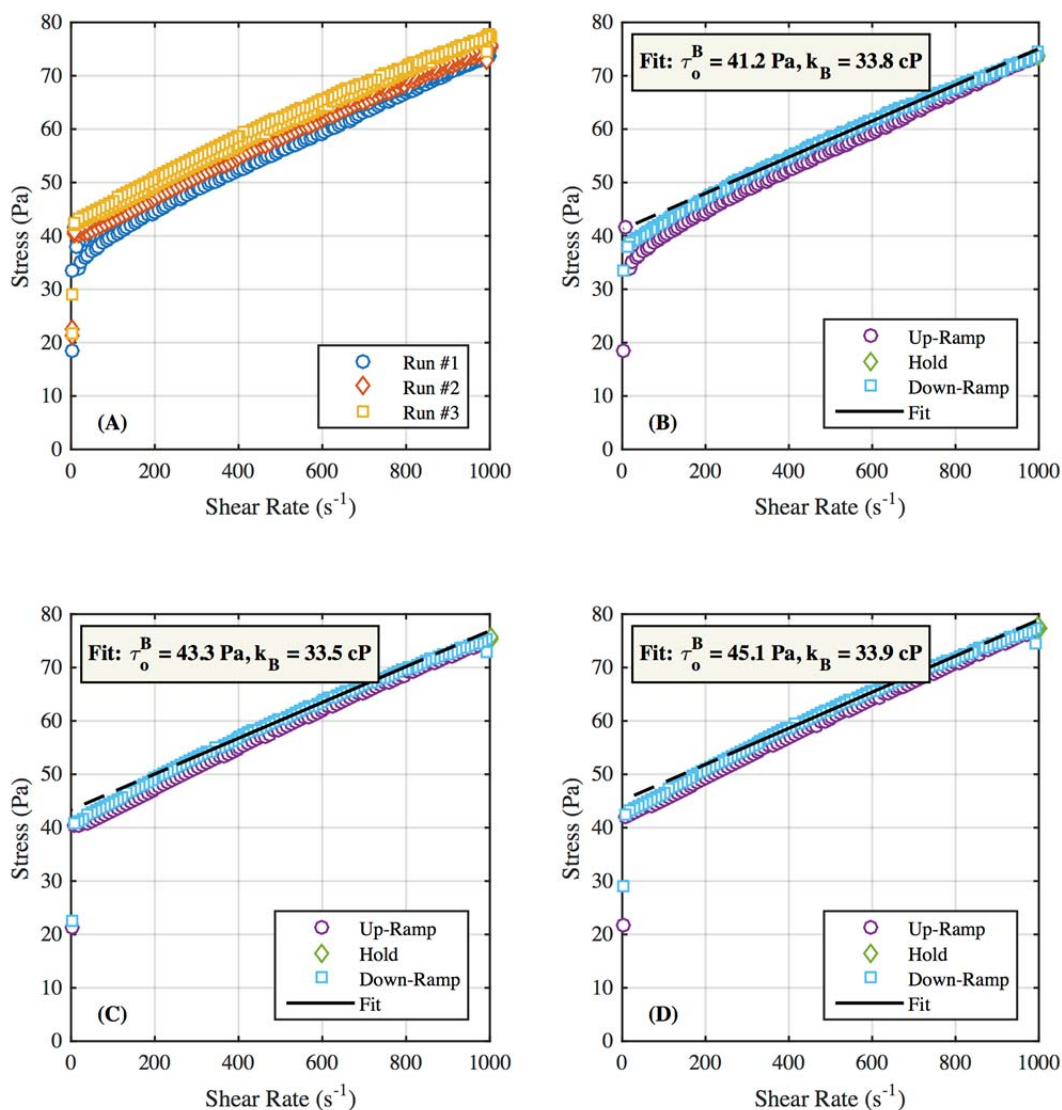 80
70
60
50
40
30
20
10
0
Stress (Pa)
Run #1
Run #2
Run #3
(A)
0 200 400 600 800 1000
Shear Rate (s⁻¹)
80
70
60
50
40
30
20
10
0
Stress (Pa)
Fit: τₒᴮ = 41.2 Pa, k_B = 33.8 cP
Up-Ramp
Hold
Down-Ramp
Fit
(B)
0 200 400 600 800 1000
Shear Rate (s⁻¹)
80
70
60
50
40
30
20
10
0
Stress (Pa)
Fit: τₒᴮ = 43.3 Pa, k_B = 33.5 cP
Up-Ramp
Hold
Down-Ramp
Fit
(C)
0 200 400 600 800 1000
Shear Rate (s⁻¹)
80
70
60
50
40
30
20
10
0
Stress (Pa)
Fit: τₒᴮ = 45.1 Pa, k_B = 33.9 cP
Up-Ramp
Hold
Down-Ramp
Fit
(D)
0 200 400 600 800 1000
Shear Rate (s⁻¹)